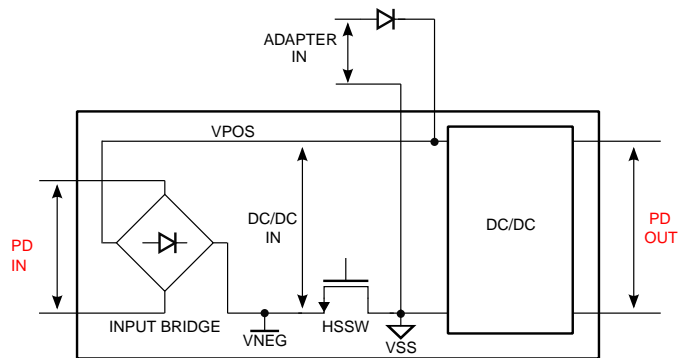 ADAPTER
IN
VPOS
DC/DC
IN
DC/DC
PD
IN
PD
OUT
INPUT BRIDGE
VNEG
HSSW
VSS